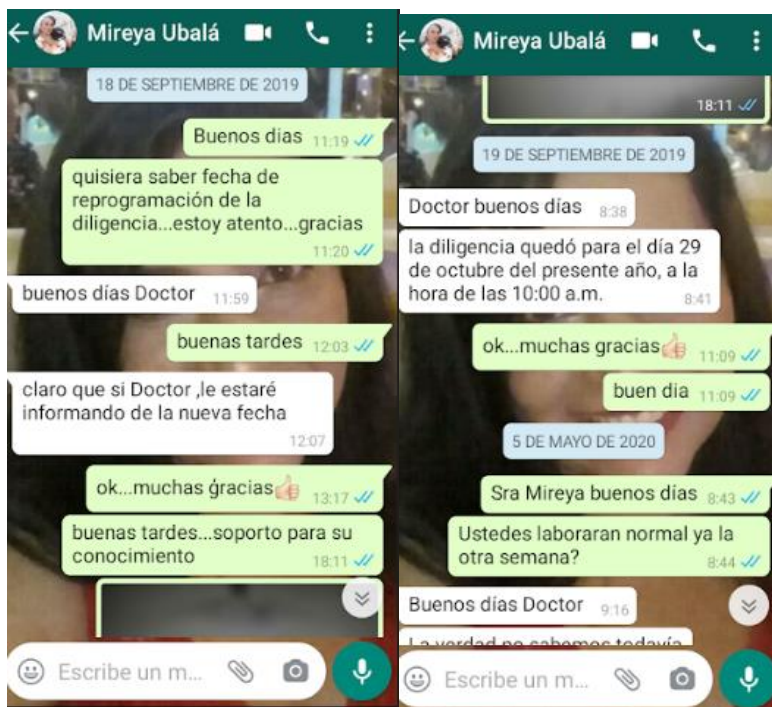 Mireya Ubalá
18 DE SEPTIEMBRE DE 2019
Buenos dias 11:19
quisiera saber fecha de
reprogramación de la
diligencia...estoy atento...gracias
11:20
buenos días Doctor 11:59
buenas tardes 12:03
claro que si Doctor ,le estaré
informando de la nueva fecha
12:07
ok...muchas gracias👍 13:17
buenas tardes...soporto para su
conocimiento 18:11
Escribe un m...
Mireya Ubalá
18:11
19 DE SEPTIEMBRE DE 2019
Doctor buenos días 8:38
la diligencia quedó para el día 29
de octubre del presente año, a la
hora de las 10:00 a.m. 8:41
ok...muchas gracias👍 11:09
buen dia 11:09
5 DE MAYO DE 2020
Sra Mireya buenos días 8:43
Ustedes laboraran normal ya la
otra semana? 8:44
Buenos días Doctor 9:16
La verdad no sabemos todavía
Escribe un m...